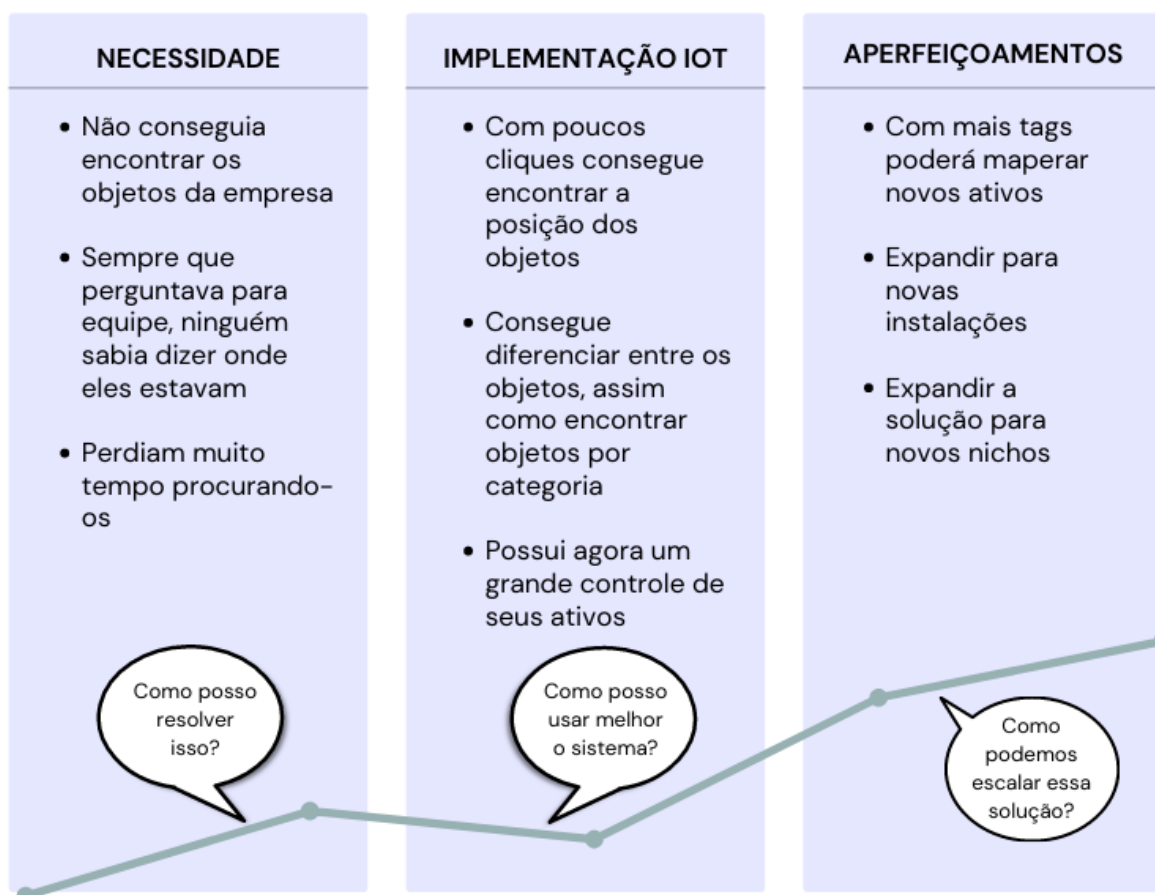 NECESSIDADE
• Não conseguia
encontrar os
objetos da empresa
• Sempre que
perguntava para
equipe, ninguém
sabia dizer onde
eles estavam
• Perdiam muito
tempo procurando-
os
Como posso
resolver
isso?
IMPLEMENTAÇÃO IOT
• Com poucos
cliques consegue
encontrar a
posição dos
objetos
• Consegue
diferenciar entre os
objetos, assim
como encontrar
objetos por
categoria
• Possui agora um
grande controle de
seus ativos
Como posso
usar melhor
o sistema?
APERFEIÇOAMENTOS
• Com mais tags
poderá maperar
novos ativos
• Expandir para
novas
instalações
• Expandir a
solução para
novos nichos
Como
podemos
escalar essa
solução?